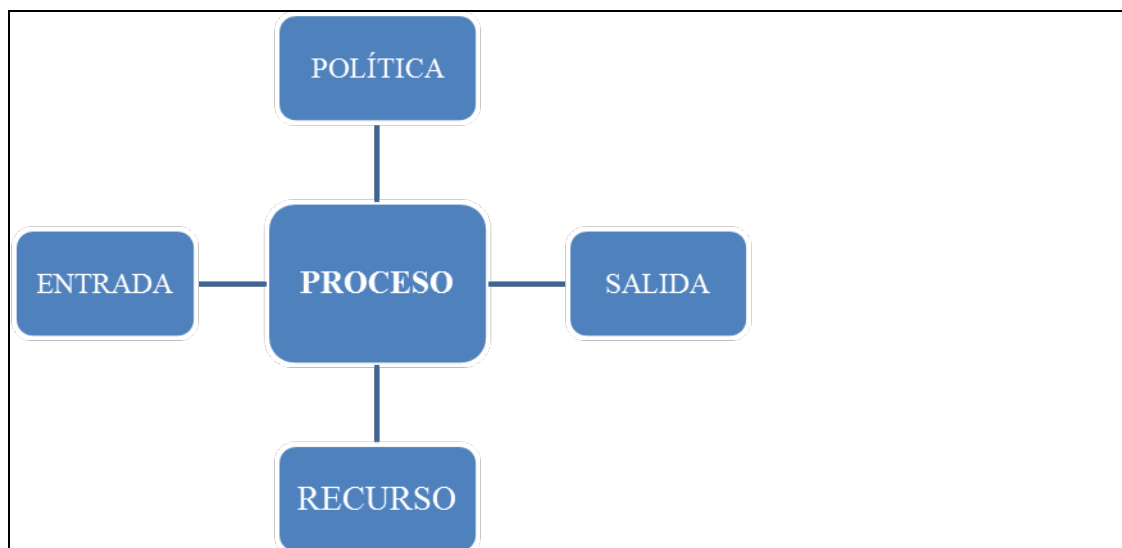 POLÍTICA
ENTRADA
PROCESO
SALIDA
RECURSO